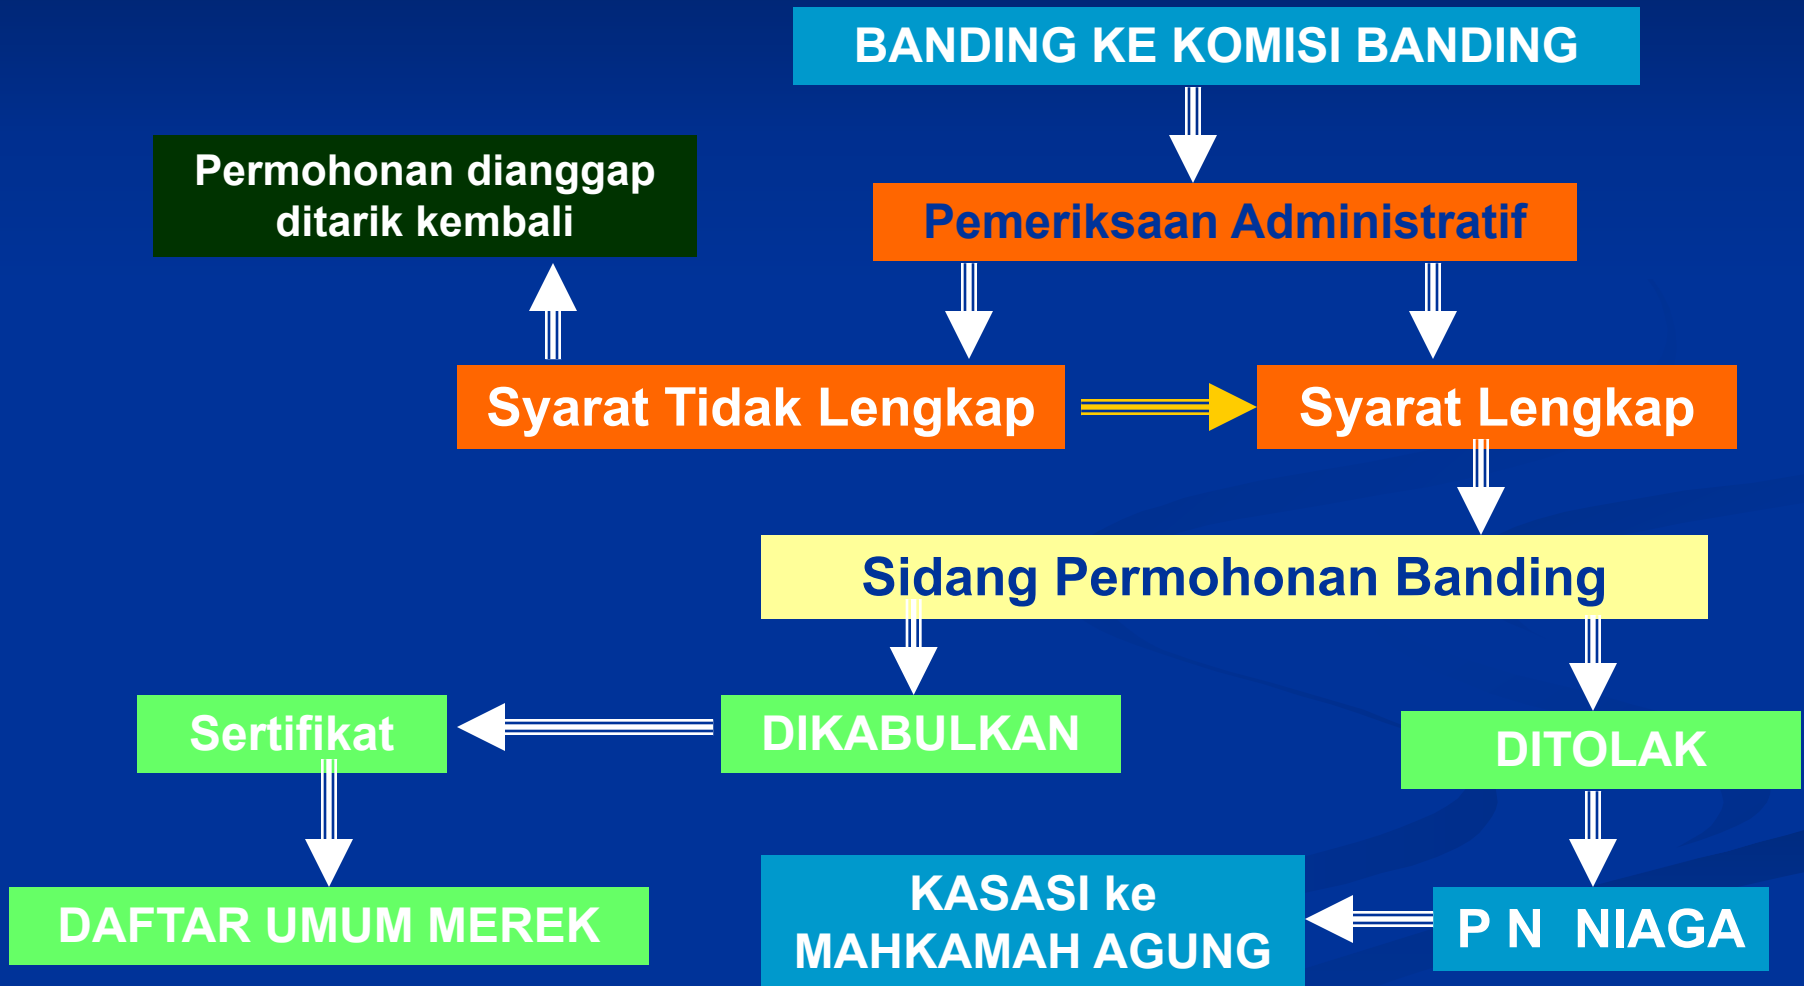 BANDING KE KOMISI BANDING
Permohonan dianggap
ditarik kembali
Pemeriksaan Administratif
Syarat Tidak Lengkap
Syarat Lengkap
Sidang Permohonan Banding
Sertifikat
DIKABULKAN
DITOLAK
DAFTAR UMUM MEREK
KASASI ke
MAHKAMAH AGUNG
P N NIAGA